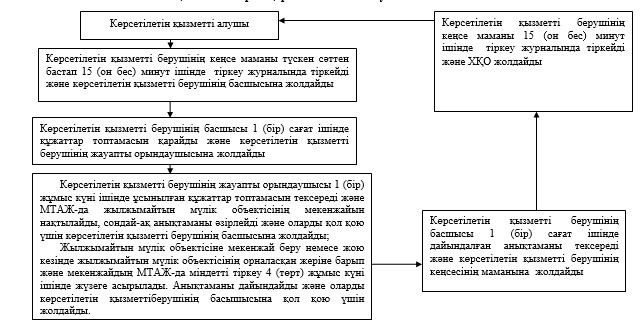 Көрсетілетін қызметті алушы
Көрсетілетін қызметті берушінің кеңсе маманы түскен сәттен
бастап 15 (он бес) минут ішінде тіркеу журналында тіркейді
және көрсетілетін қызметті берушінің басшысына жолдайды
Көрсетілетін қызметті берушінің басшысы 1 (бір) сағат ішінде
құжаттар топтамасын қарайды және көрсетілетін қызметті
берушінің жауапты орындаушысына жолдайды
Көрсетілетін қызметті берушінің жауапты орындаушысы 1 (бір)
жұмыс күні ішінде ұсынылған құжаттар топтамасын тексереді және
МТАЖ-да жылжымайтын мүлік объектісінің мекенжайын
нақтылайды, сондай-ақ анықтаманы әзірлейді және оларды қол қою
үшін көрсетілетін қызметті берушінің басшысына жолдайды;
Жылжымайтын мүлік объектісіне мекенжай беру немесе жою
кезінде жылжымайтын мүлік объектісінің орналасқан жеріне барып
және мекенжайдың МТАЖ-да міндетті тіркеу 4 (төрт) жұмыс күні
ішінде жүзеге асырылады. Анықтаманы дайындайды және оларды
көрсетілетін қызметтіберушінің басышысына қол қою үшін
жолдайды.
Көрсетілетін қызметті берушінің
басшысы 1 (бір) сағат ішінде
дайындалған анықтаманы тексереді
және көрсетілетін қызметті берушінің
кеңсесінің маманына жолдайды
Көрсетілетін қызметті берушінің
кеңсе маманы 15 (он бес) минут
ішінде тіркеу журналында тіркейді
және ХҚО жолдайды